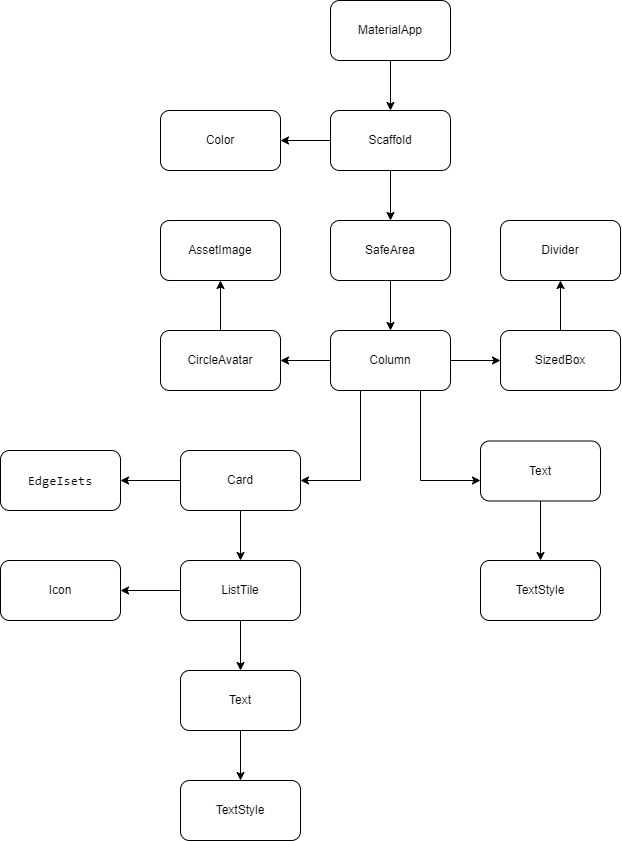 MaterialApp
Color
Scaffold
AssetImage
SafeArea
Divider
CircleAvatar
Column
SizedBox
EdgeIsets
Card
Text
Icon
ListTile
TextStyle
Text
TextStyle